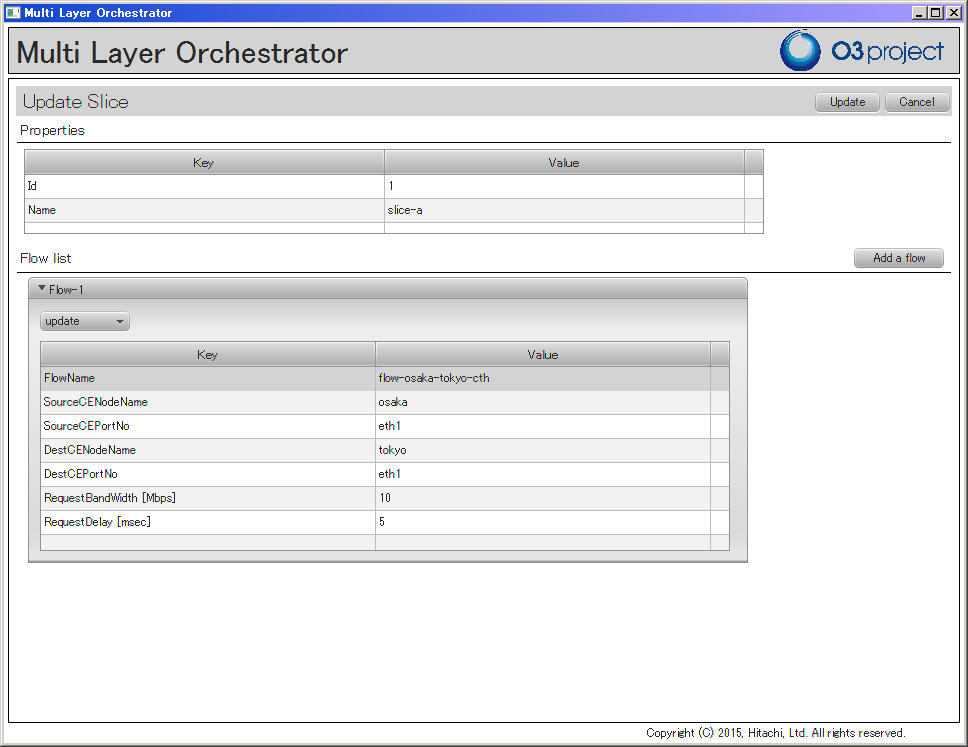 Multi Layer Orchestrator
Multi Layer Orchestrator
O3project
Update Slice
Update Cancel
Properties
Key Value
Id 1
Name slice-a
Flow list
Add a flow
Flow-1
update
Key Value
FlowName flow-osaka-tokyo-cth
SourceCENodeName osaka
SourceCEPortNo eth1
DestCENodeName tokyo
DestCEPortNo eth1
RequestBandWidth [Mbps] 10
RequestDelay [msec] 5
Copyright (C) 2015, Hitachi, Ltd. All rights reserved.